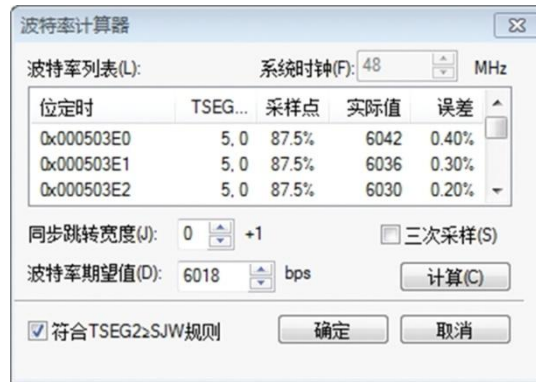 波特率计算器
波特率列表(L): 系统时钟(F): 48 MHz
位定时 TSEG... 采样点 实际值 误差
0x000503E0 5, 0 87.5% 6042 0.40%
0x000503E1 5, 0 87.5% 6036 0.30%
0x000503E2 5, 0 87.5% 6030 0.20%
同步跳转宽度(J): 0 +1 三次采样(S)
波特率期望值(D): 6018 bps 计算(C)
符合TSEG2≥SJW规则 确定 取消